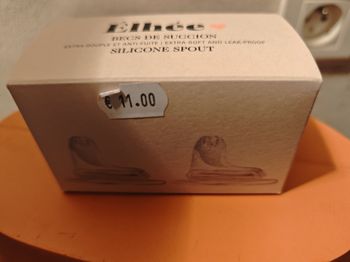 Elhée
BECS DE SUCCION
EXTRA-SOUPLE ET ANTI-FUITE / EXTRA-SOFT AND LEAK-PROOF
SILICONE SPOUT
€ 11.00